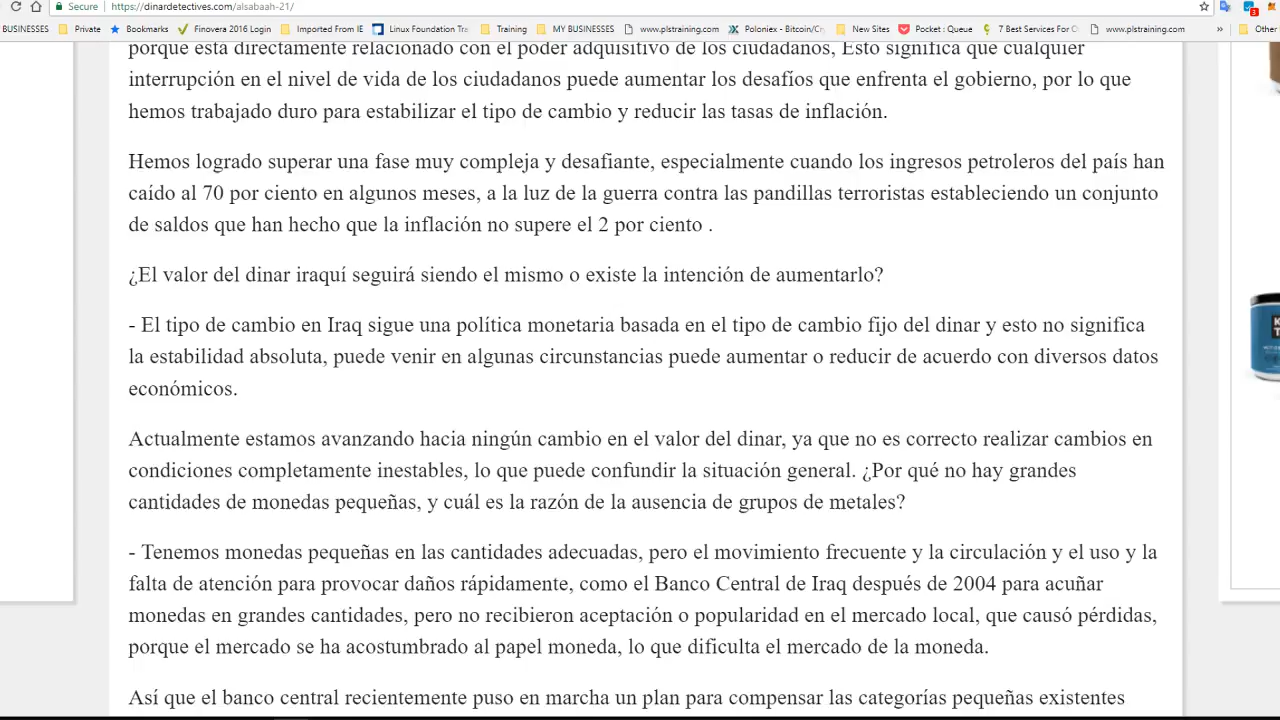 Secure
https://dinardetectives.com/alsabaah-21/
BUSINESSES Private Bookmarks Finovera 2016 Login Imported From IE Linux Foundation Tra Training MY BUSINESSES www.plstraining.com Poloniex - Bitcoin/Cry New Sites Pocket : Queue 7 Best Services For C www.plstraining.com » Other
3
porque está directamente relacionado con el poder adquisitivo de los ciudadanos, Esto significa que cualquier
interrupción en el nivel de vida de los ciudadanos puede aumentar los desafíos que enfrenta el gobierno, por lo que
hemos trabajado duro para estabilizar el tipo de cambio y reducir las tasas de inflación.
Hemos logrado superar una fase muy compleja y desafiante, especialmente cuando los ingresos petroleros del país han
caído al 70 por ciento en algunos meses, a la luz de la guerra contra las pandillas terroristas estableciendo un conjunto
de saldos que han hecho que la inflación no supere el 2 por ciento .
¿El valor del dinar iraquí seguirá siendo el mismo o existe la intención de aumentarlo?
- El tipo de cambio en Iraq sigue una política monetaria basada en el tipo de cambio fijo del dinar y esto no significa
la estabilidad absoluta, puede venir en algunas circunstancias puede aumentar o reducir de acuerdo con diversos datos
económicos.
Actualmente estamos avanzando hacia ningún cambio en el valor del dinar, ya que no es correcto realizar cambios en
condiciones completamente inestables, lo que puede confundir la situación general. ¿Por qué no hay grandes
cantidades de monedas pequeñas, y cuál es la razón de la ausencia de grupos de metales?
- Tenemos monedas pequeñas en las cantidades adecuadas, pero el movimiento frecuente y la circulación y el uso y la
falta de atención para provocar daños rápidamente, como el Banco Central de Iraq después de 2004 para acuñar
monedas en grandes cantidades, pero no recibieron aceptación o popularidad en el mercado local, que causó pérdidas,
porque el mercado se ha acostumbrado al papel moneda, lo que dificulta el mercado de la moneda.
Así que el banco central recientemente puso en marcha un plan para compensar las categorías pequeñas existentes